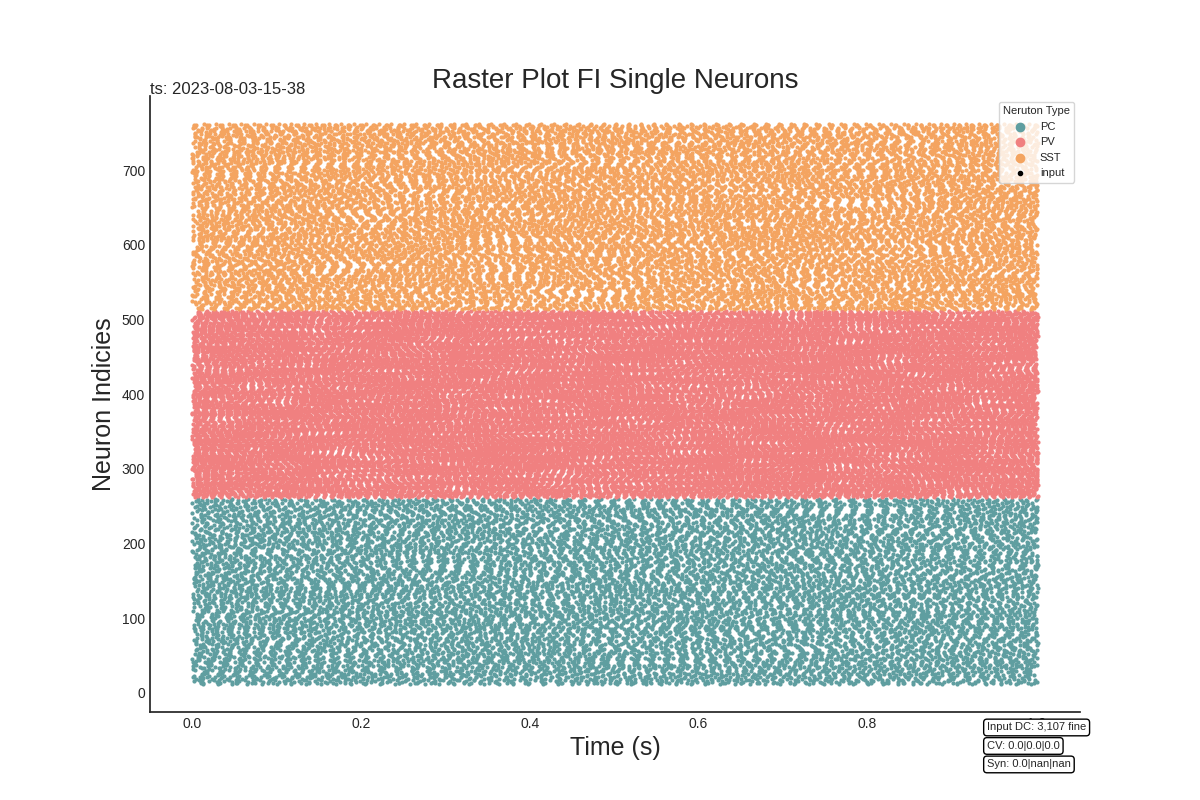 Raster Plot FI Single Neurons
ts: 2023-08-03-15-38
Neruton Type
PC
PV
SST
input
Neuron Indicies
700
600
500
400
300
200
100
0
0.0 0.2 0.4 0.6 0.8
Time (s)
Input DC: 3,107 fine
CV: 0.0|0.0|0.0
Syn: 0.0|nan|nan